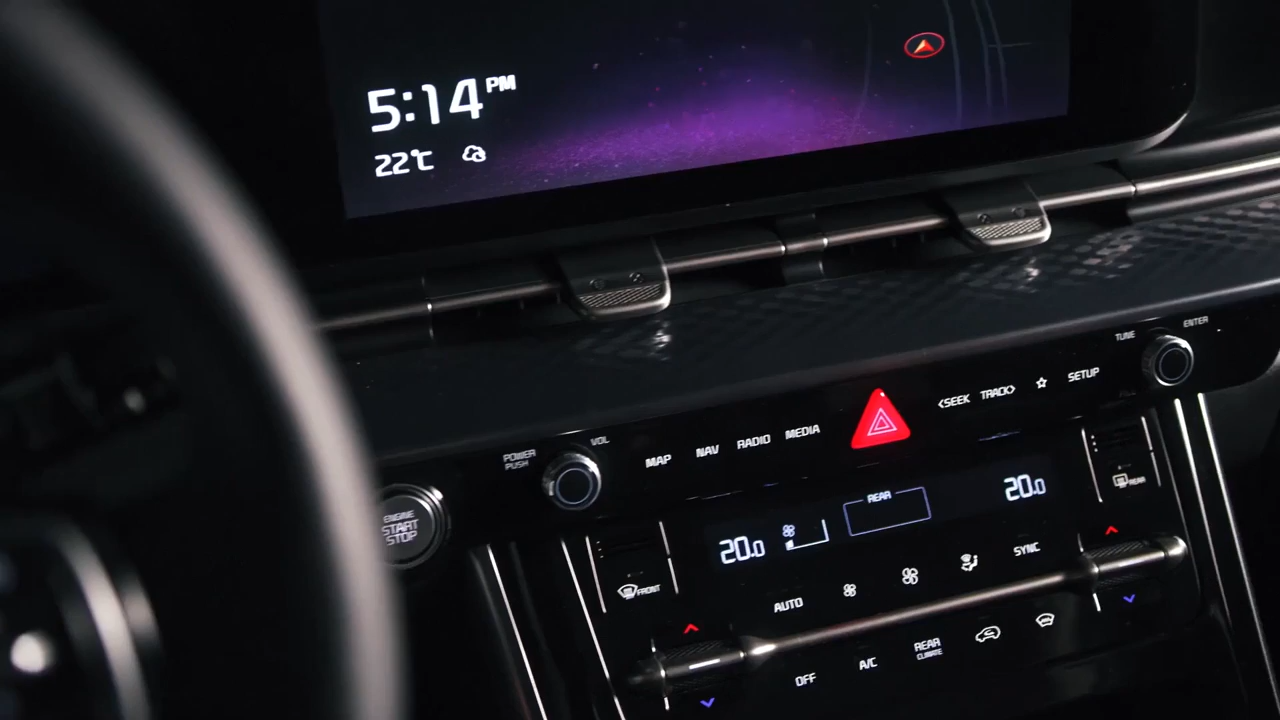 5:14 PM
22℃
TUNE
ENTER
<SEEK
TRACK>
☆
SETUP
VOL
POWER
PUSH
MAP
NAV
RADIO
MEDIA
ENGINE
START
STOP
REAR
20.0
20.0
REAR
FRONT
AUTO
SYNC
OFF
A/C
REAR
CLIMATE